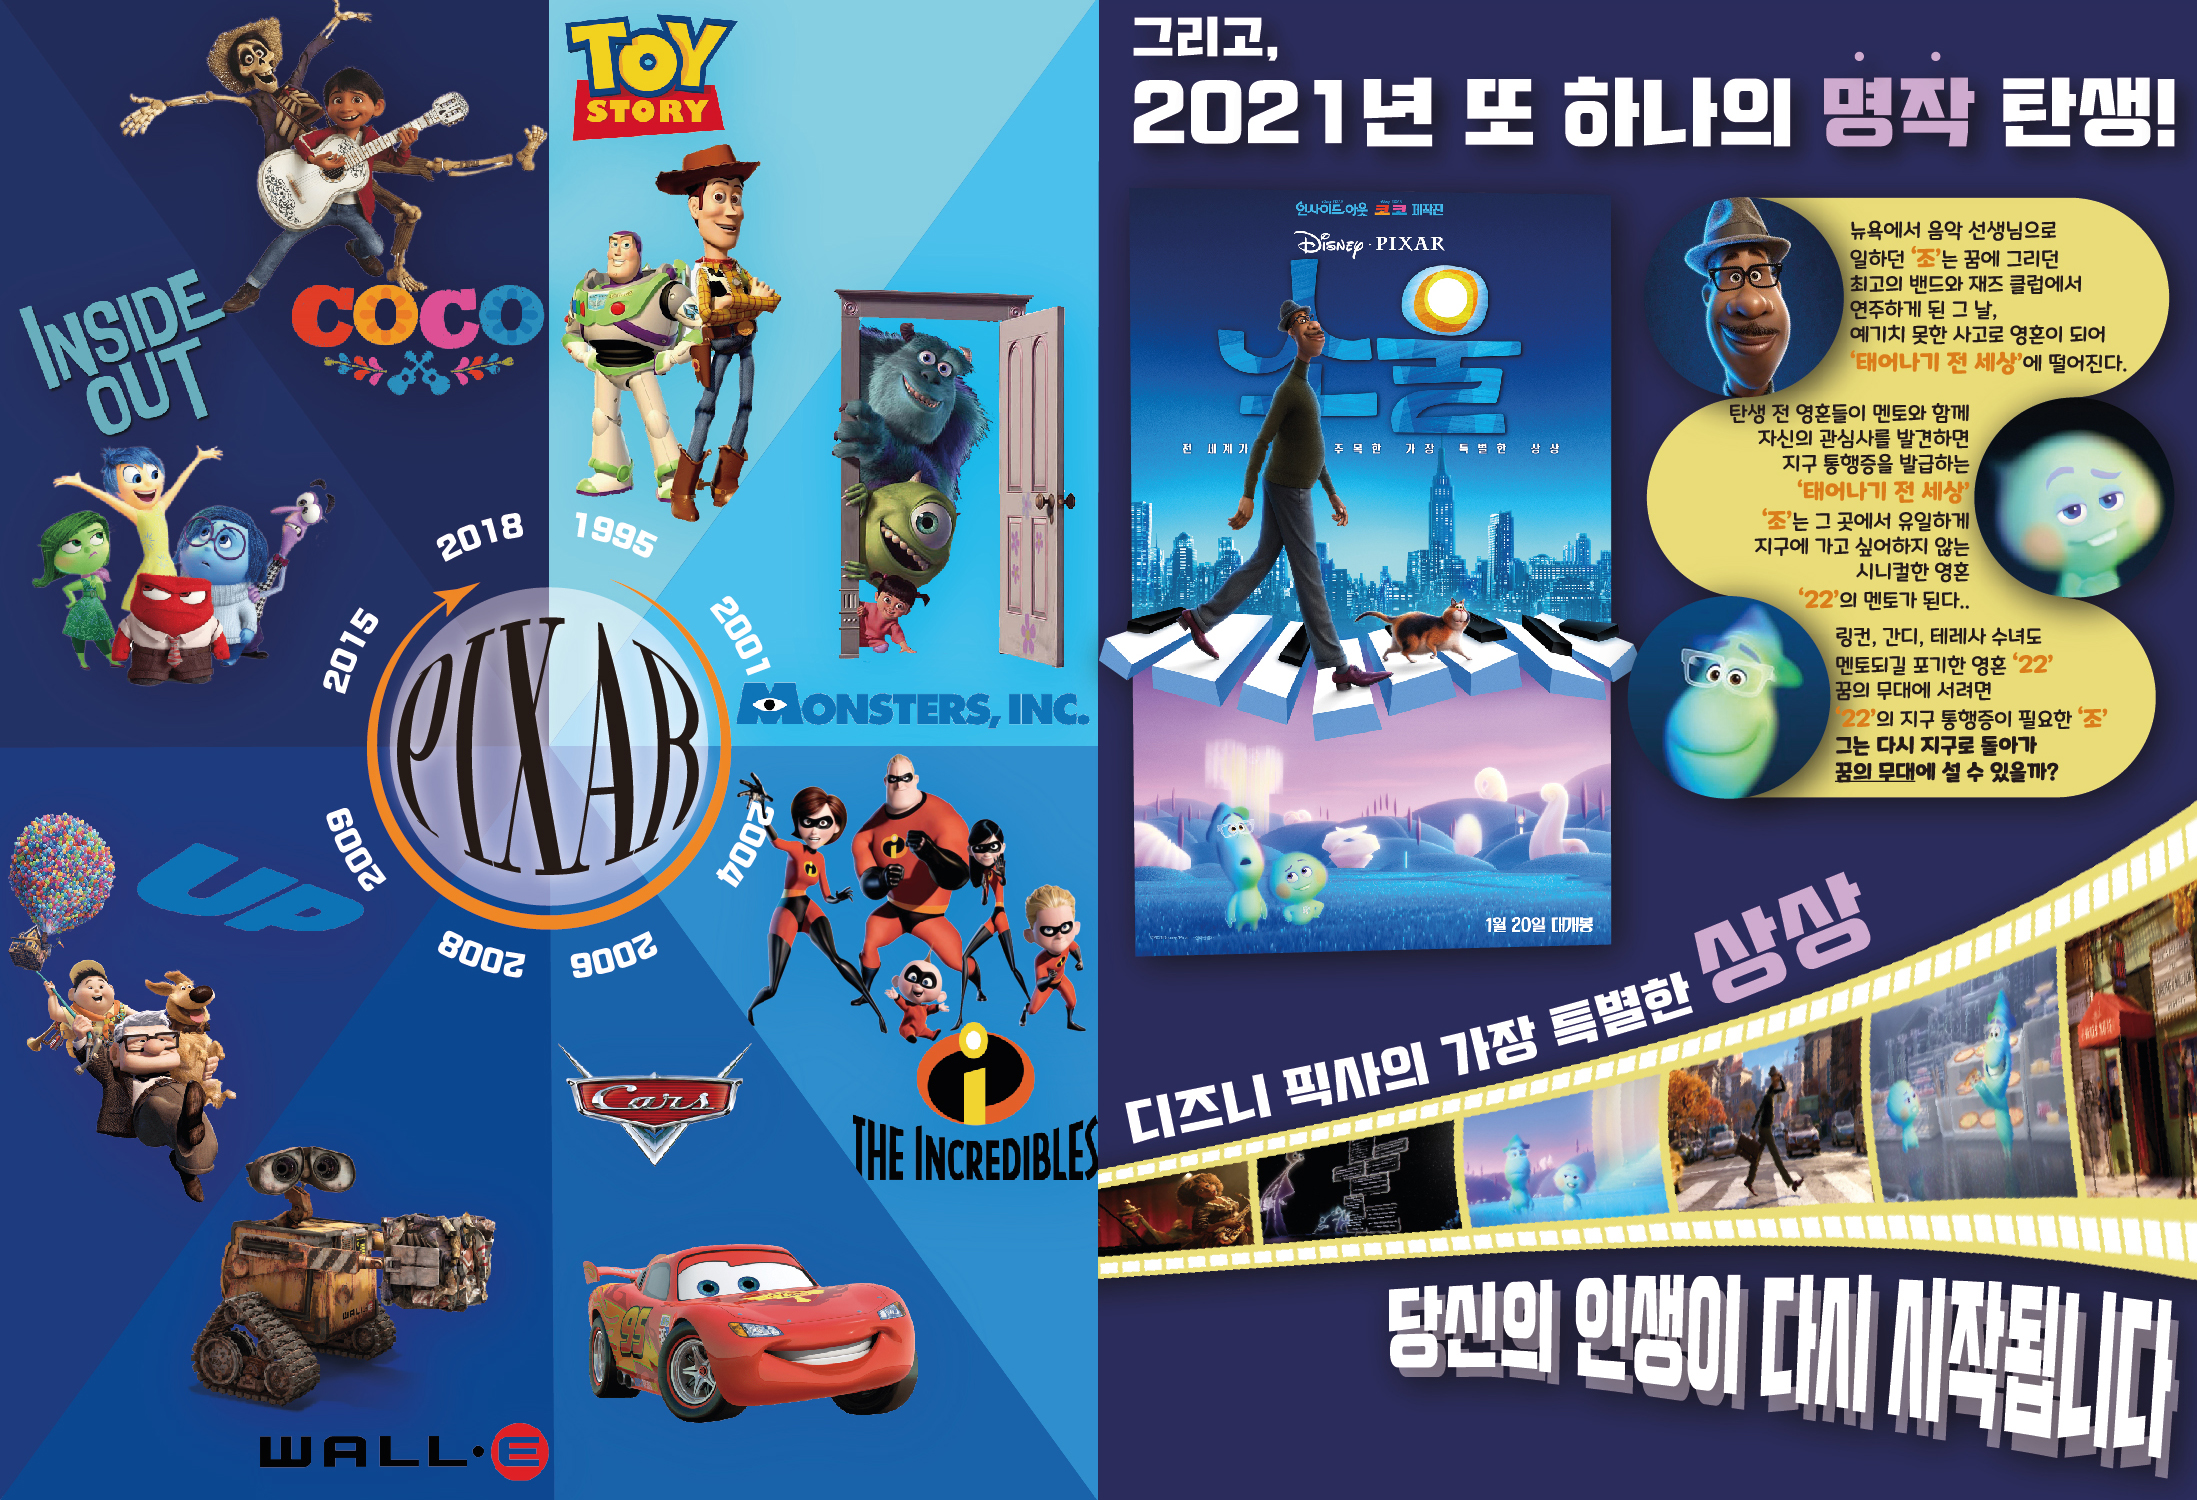 TOY
STORY
INSIDE
OUT
COCO
2018
1995
2015
2001
PIXAR
MONSTERS, INC.
2009
2004
UP
2008
2006
Cars
THE INCREDIBLES
95
WALL·E
WALL·E
그리고,
2021년 또 하나의 명작 탄생!
인사이드 아웃 코코 제작진
DISNEY · PIXAR
소울
전 세계가 주목한 가장 특별한 상상
1월 20일 대개봉
뉴욕에서 음악 선생님으로
일하던 '조'는 꿈에 그리던
최고의 밴드와 재즈 클럽에서
연주하게 된 그 날,
예기치 못한 사고로 영혼이 되어
'태어나기 전 세상'에 떨어진다.
탄생 전 영혼들이 멘토와 함께
자신의 관심사를 발견하면
지구 통행증을 발급하는
'태어나기 전 세상'
'조'는 그 곳에서 유일하게
지구에 가고 싶어하지 않는
시니컬한 영혼
'22'의 멘토가 된다..
링컨, 간디, 테레사 수녀도
멘토되길 포기한 영혼 '22'
꿈의 무대에 서려면
'22'의 지구 통행증이 필요한 '조'
그는 다시 지구로 돌아가
꿈의 무대에 설 수 있을까?
디즈니 픽사의 가장 특별한 상상
당신의 인생이 다시 시작됩니다